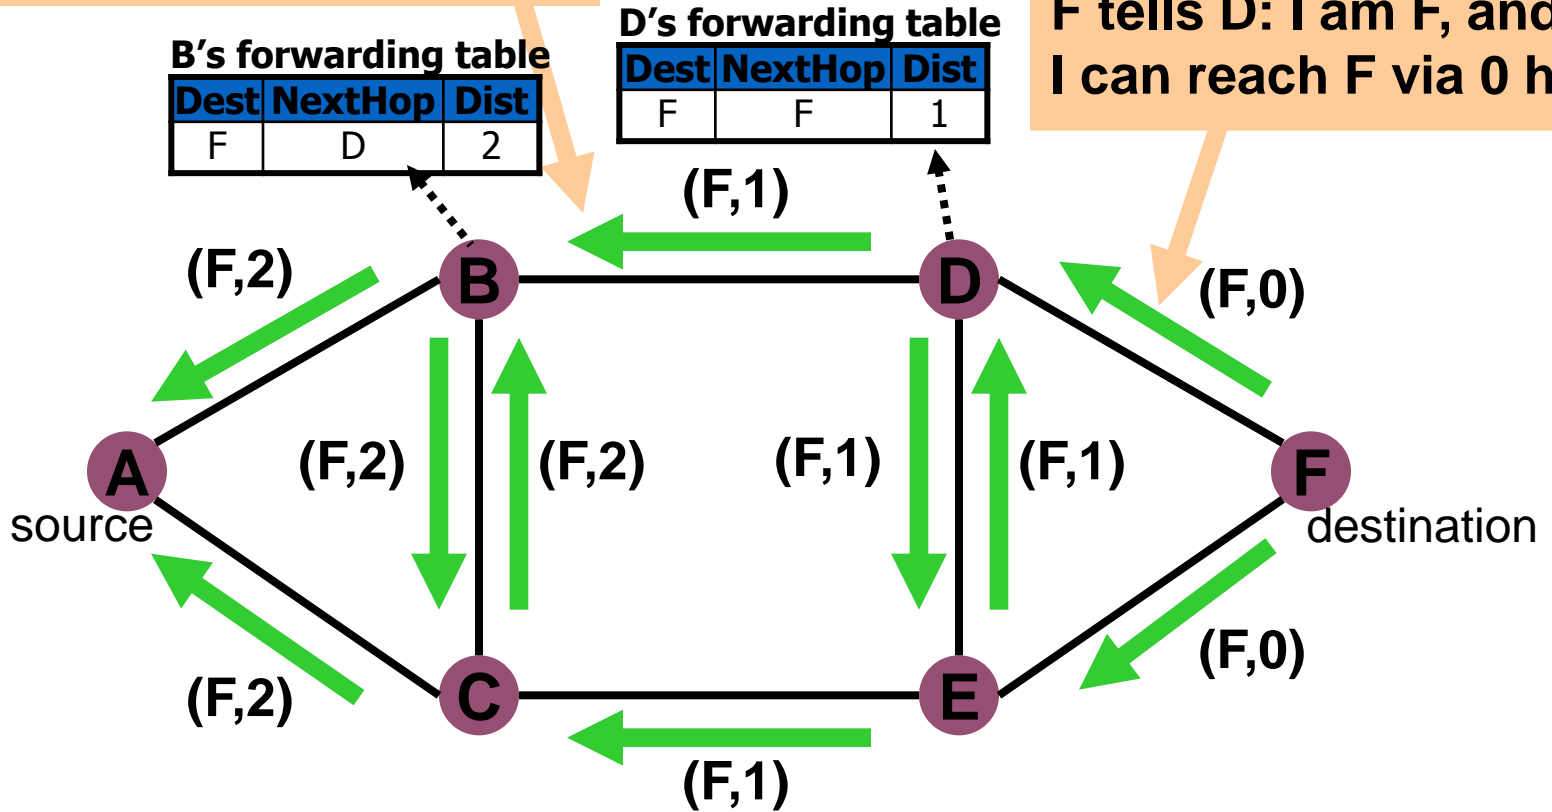 F tells D: I am F, and
I can reach F via 0
D’s forwarding table
Dest NextHop Dist
F F 1
B’s forwarding table
Dest NextHop Dist
F D 2
(F,1)
(F,2)
B
D
(F,0)
(F,2)
(F,2)
(F,1)
(F,1)
A
source
F
destination
(F,2)
C
E
(F,0)
(F,1)